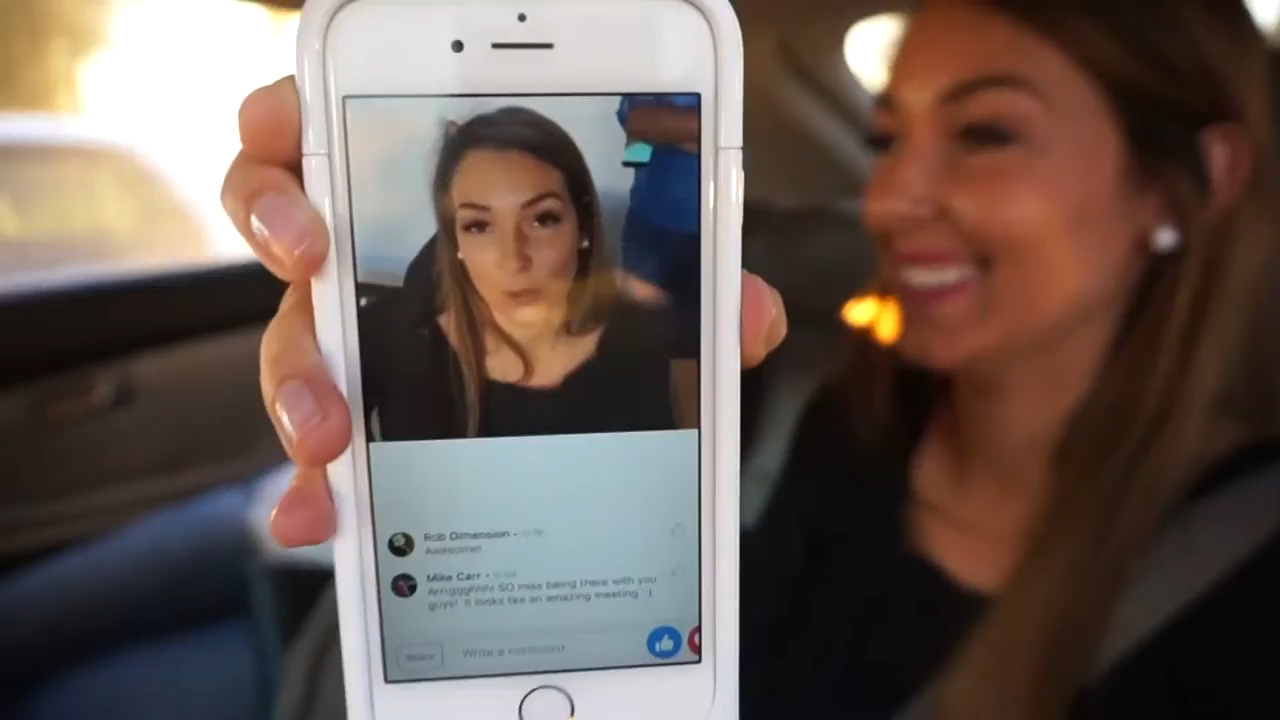 Rob Dimension •
Awesome!
Mike Carr •
Arrrggghhh! SO miss being there with you
guys! It looks like an amazing meeting :)
Share
Write a comment